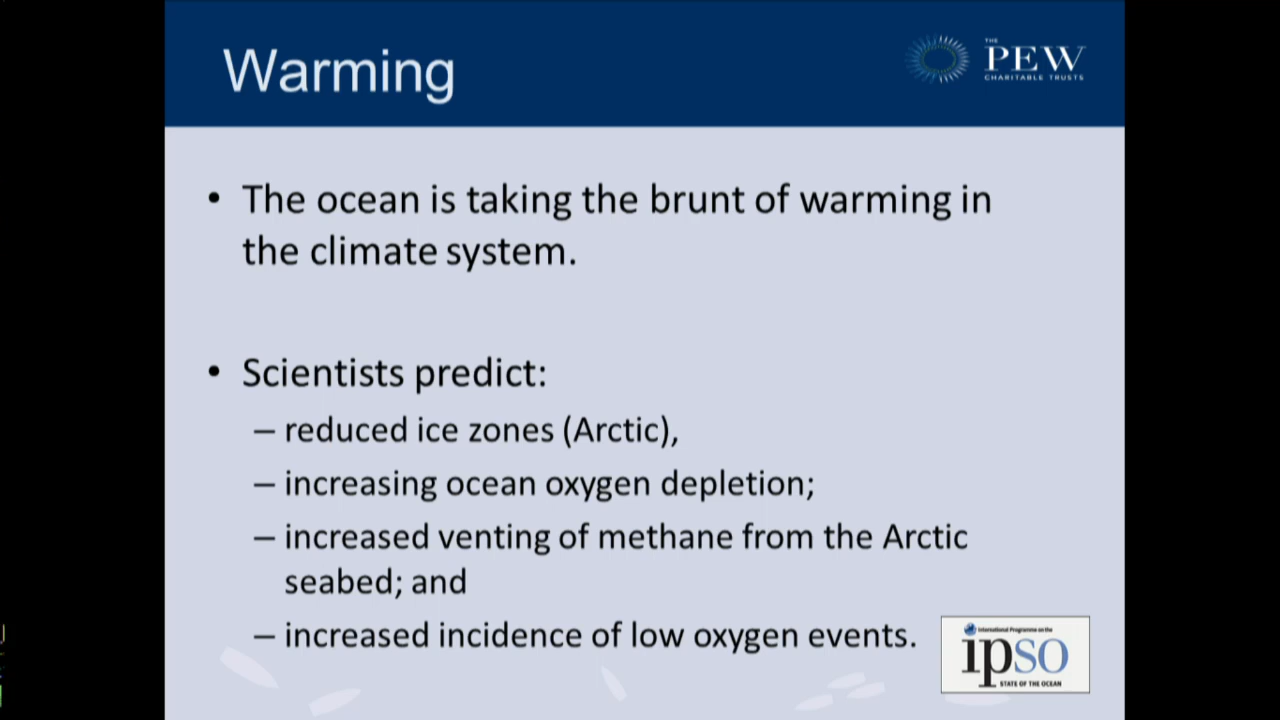 Warming
THE
PEW
CHARITABLE TRUSTS
• The ocean is taking the brunt of warming in
the climate system.
• Scientists predict:
– reduced ice zones (Arctic),
– increasing ocean oxygen depletion;
– increased venting of methane from the Arctic
seabed; and
– increased incidence of low oxygen events.
International Programme on the
ipso
STATE OF THE OCEAN